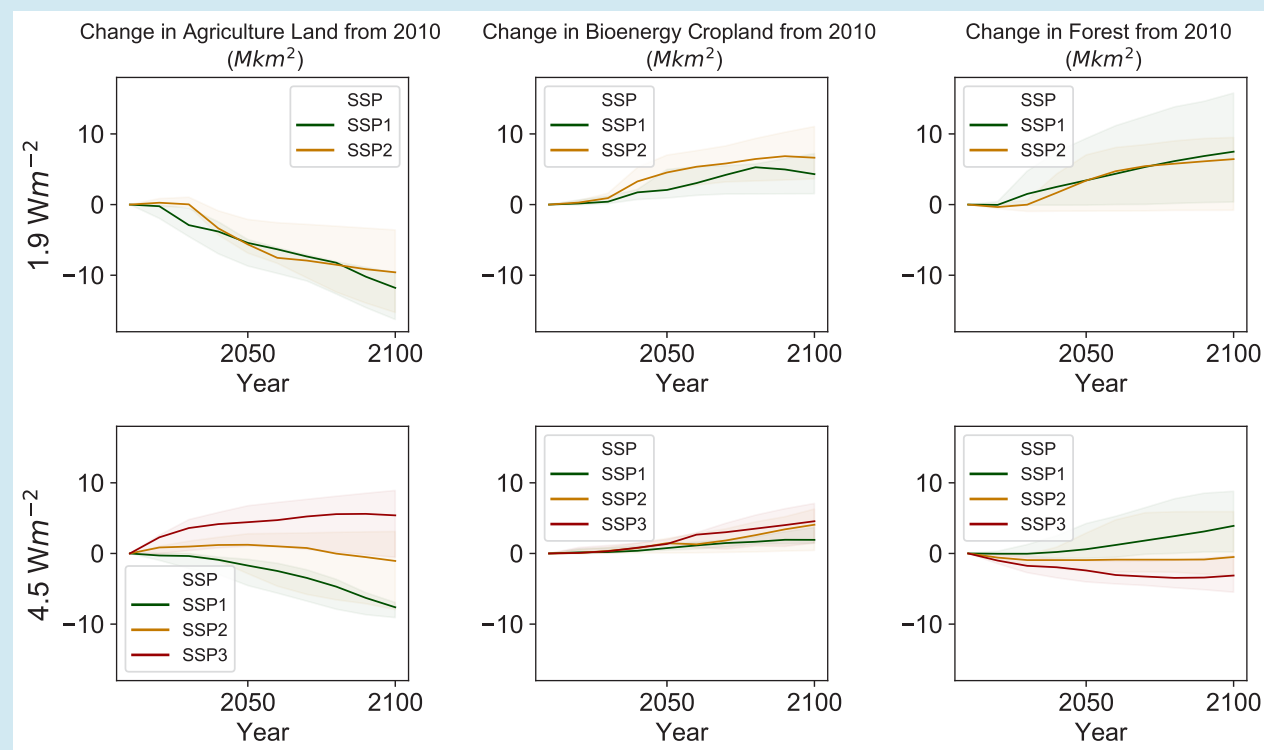 Change in Agriculture Land from 2010
(Mkm²)
Change in Bioenergy Cropland from 2010
(Mkm²)
Change in Forest from 2010
(Mkm²)
1.9 Wm⁻²
10
0
−10
SSP
SSP1
SSP2
2050
2100
Year
10
0
−10
SSP
SSP1
SSP2
2050
2100
Year
10
0
−10
SSP
SSP1
SSP2
2050
2100
Year
4.5 Wm⁻²
10
0
−10
SSP
SSP1
SSP2
SSP3
2050
2100
Year
10
0
−10
SSP
SSP1
SSP2
SSP3
2050
2100
Year
10
0
−10
SSP
SSP1
SSP2
SSP3
2050
2100
Year